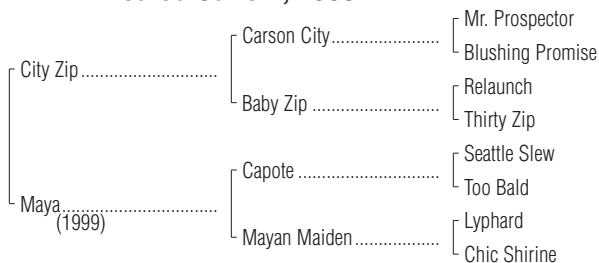 Mr. Prospector
Carson City
Blushing Promise
City Zip
Relaunch
Baby Zip
Thirty Zip
Seattle Slew
Capote
Too Bald
Maya
(1999)
Lyphard
Mayan Maiden
Chic Shirine